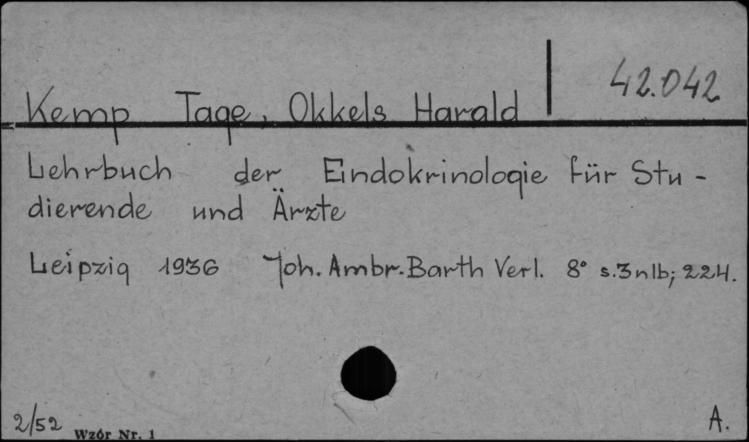 42.042
Kemp Tage, Okkels Harald
Lehrbuch der Eindokrinologie für Stu-
dierende und Ärzte
Leipzig 1936 Joh. Ambr. Barth Verl. 8° s.3nlb; 224.
2/52 Wzór Nr. 1 A.